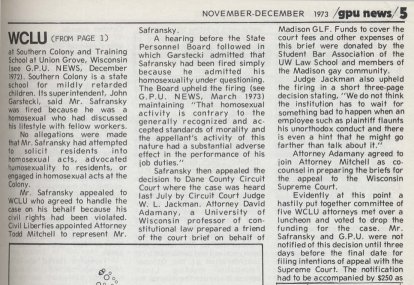 NOVEMBER-DECEMBER 1973 /gpu news/5
WCLU (FROM PAGE 1)
at Southern Colony and Training
School at Union Grove, Wisconsin
(see G.P.U. NEWS, December
1972). Southern Colony is a state
school for mildly retarded
children. Its superintendent, John
Garstecki, said Mr. Safransky
was fired because he was a
homosexual who had discussed
his lifestyle with fellow workers.
No allegations were made
that Mr. Safransky had attempted
to solicit residents into
homosexual acts, advocated
homosexuality to residents, or
engaged in homosexual acts at the
Colony.
Mr. Safransky appealed to
WCLU who agreed to handle the
case on his behalf because his
civil rights had been violated.
Civil Liberties appointed Attorney
Todd Mitchell to represent Mr.
Safransky.
A hearing before the State
Personnel Board followed in
which Garstecki admitted that
Safransky had been fired simply
because he admitted his
homosexuality under questioning.
The Board upheld the firing (see
G.P.U. NEWS, March 1973)
maintaining "That homosexual
activity is contrary to the
generally recognized and ac-
cepted standards of morality and
the appellant's activity of this
nature had a substantial adverse
effect in the performance of his
job duties."
Safransky then appealed the
decision to Dane County Circuit
Court where the case was heard
last July by Circuit Court Judge
W. L. Jackman. Attorney David
Adamany, a University of
Wisconsin professor of con-
stitutional law prepared a friend
of the court brief on behalf of
Madison GLF. Funds to cover the
court fees and other expenses of
this brief were donated by the
Student Bar Association of the
UW Law School and members of
the Madison gay community.
Judge Jackman also upheld
the firing in a short three-page
decision stating, "We do not think
the institution has to wait for
something bad to happen when an
employee such as plaintiff flaunts
his unorthodox conduct and there
is even a hint that he might go
farther than talk about it."
Attorney Adamany agreed to
join Attorney Mitchell as co-
counsel in preparing the briefs for
the appeal to the Wisconsin
Supreme Court.
Evidently at this point a
hastily put together committee of
five WCLU attorneys met over a
luncheon and voted to drop the
funding for the case. Mr.
Safransky and G.P.U. were not
notified of this decision until three
days before the final date for
filing intentions of appeal with the
Supreme Court. The notification
had to be accompanied by $250 as